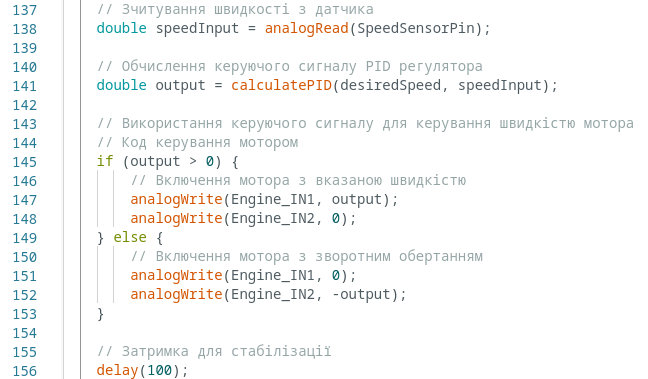 137 // Зчитування швидкості з датчика
138 double speedInput = analogRead(SpeedSensorPin);
139
140 // Обчислення керуючого сигналу PID регулятора
141 double output = calculatePID(desiredSpeed, speedInput);
142
143 // Використання керуючого сигналу для керування швидкістю мотора
144 // Код керування мотором
145 if (output > 0) {
146 // Включення мотора з вказаною швидкістю
147 analogWrite(Engine_IN1, output);
148 analogWrite(Engine_IN2, 0);
149 } else {
150 // Включення мотора з зворотним обертанням
151 analogWrite(Engine_IN1, 0);
152 analogWrite(Engine_IN2, -output);
153 }
154
155 // Затримка для стабілізації
156 delay(100);